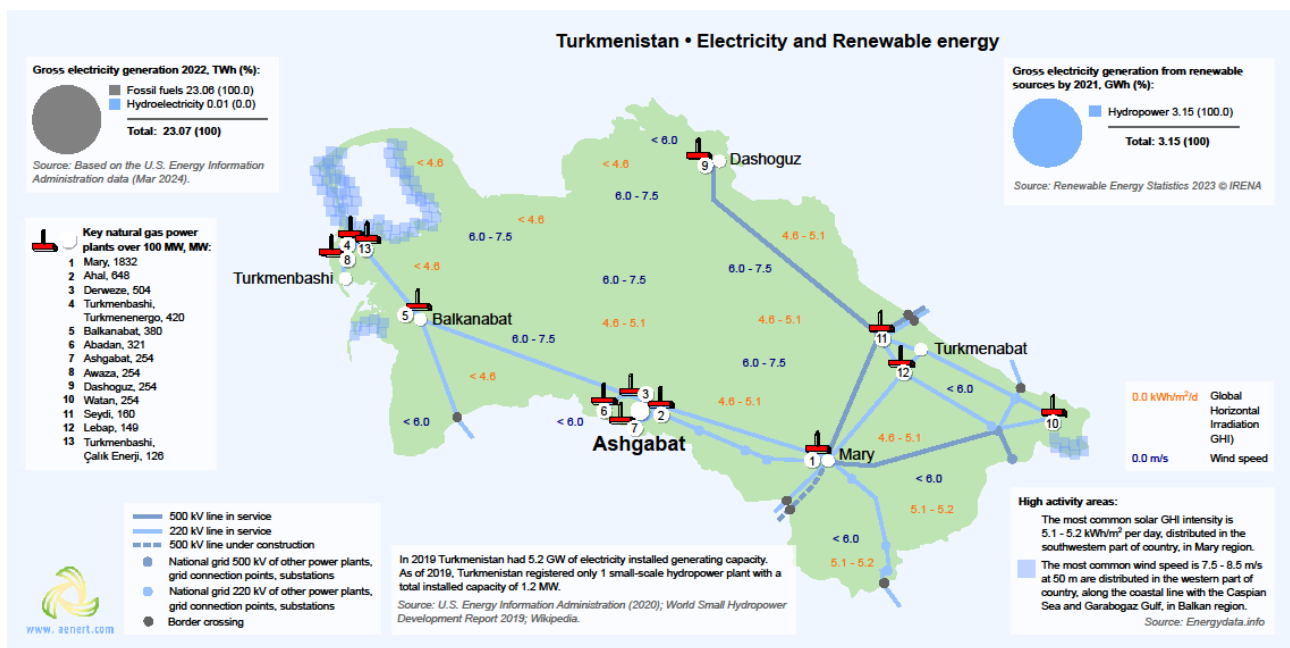 Turkmenistan • Electricity and Renewable energy
Gross electricity generation 2022, TWh (%):
Fossil fuels 23.06 (100.0)
Hydroelectricity 0.01 (0.0)
Total: 23.07 (100)
Source: Based on the U.S. Energy Information
Administration data (Mar 2024).
Gross electricity generation from renewable
sources by 2021, GWh (%):
Hydropower 3.15 (100.0)
Total: 3.15 (100)
Source: Renewable Energy Statistics 2023 © IRENA
Key natural gas power
plants over 100 MW, MW:
1 Mary, 1832
2 Ahal, 648
3 Derweze, 504
4 Turkmenbashi,
Turkmenenergo, 420
5 Balkanabat, 380
6 Abadan, 321
7 Ashgabat, 254
8 Awaza, 254
9 Dashoguz, 254
10 Watan, 254
11 Seydi, 160
12 Lebap, 149
13 Turkmenbashi,
Çalık Enerji, 126
< 6.0
< 4.6
< 4.6
9
Dashoguz
6.0 - 7.5
< 4.6
6.0 - 7.5
4.6 - 5.1
4
13
8
< 4.6
6.0 - 7.5
6.0 - 7.5
Turkmenbashi
5
Balkanabat
4.6 - 5.1
4.6 - 5.1
6.0 - 7.5
11
Turkmenabat
6.0 - 7.5
12
< 4.6
< 6.0
3
6
2
7
4.6 - 5.1
< 6.0
< 6.0
10
Ashgabat
4.6 - 5.1
1
Mary
< 6.0
5.1 - 5.2
< 6.0
5.1 - 5.2
0.0 kWh/m²/d Global
Horizontal
Irradiation
GHI)
0.0 m/s Wind speed
500 kV line in service
220 kV line in service
500 kV line under construction
National grid 500 kV of other power plants,
grid connection points, substations
National grid 220 kV of other power plants,
grid connection points, substations
Border crossing
www. aenert.com
In 2019 Turkmenistan had 5.2 GW of electricity installed generating capacity.
As of 2019, Turkmenistan registered only 1 small-scale hydropower plant with a
total installed capacity of 1.2 MW.
Source: U.S. Energy Information Administration (2020); World Small Hydropower
Development Report 2019; Wikipedia.
High activity areas:
The most common solar GHI intensity is
5.1 - 5.2 kWh/m² per day, distributed in the
southwestern part of country, in Mary region.
The most common wind speed is 7.5 - 8.5 m/s
at 50 m are distributed in the western part of
country, along the coastal line with the Caspian
Sea and Garabogaz Gulf, in Balkan region.
Source: Energydata.info